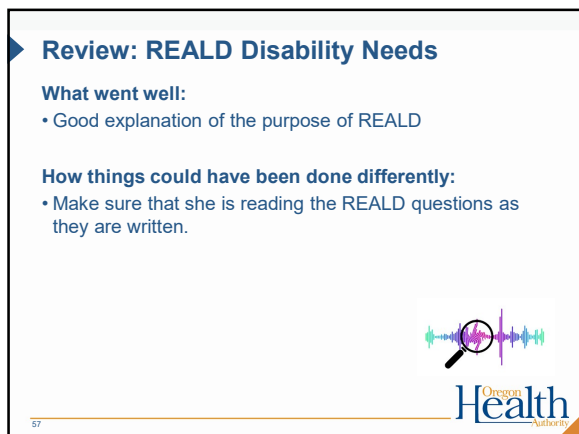 Review: REALD Disability Needs
What went well:
• Good explanation of the purpose of REALD
How things could have been done differently:
• Make sure that she is reading the REALD questions as
they are written.
57
Oregon
Health
Authority